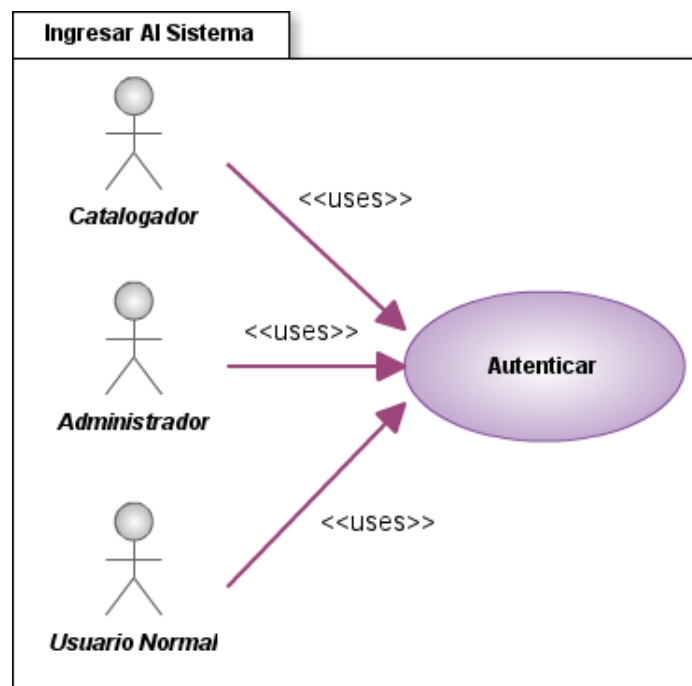 Ingresar Al Sistema
<<uses>>
Catalogador
<<uses>>
Autenticar
Administrador
<<uses>>
Usuario Normal